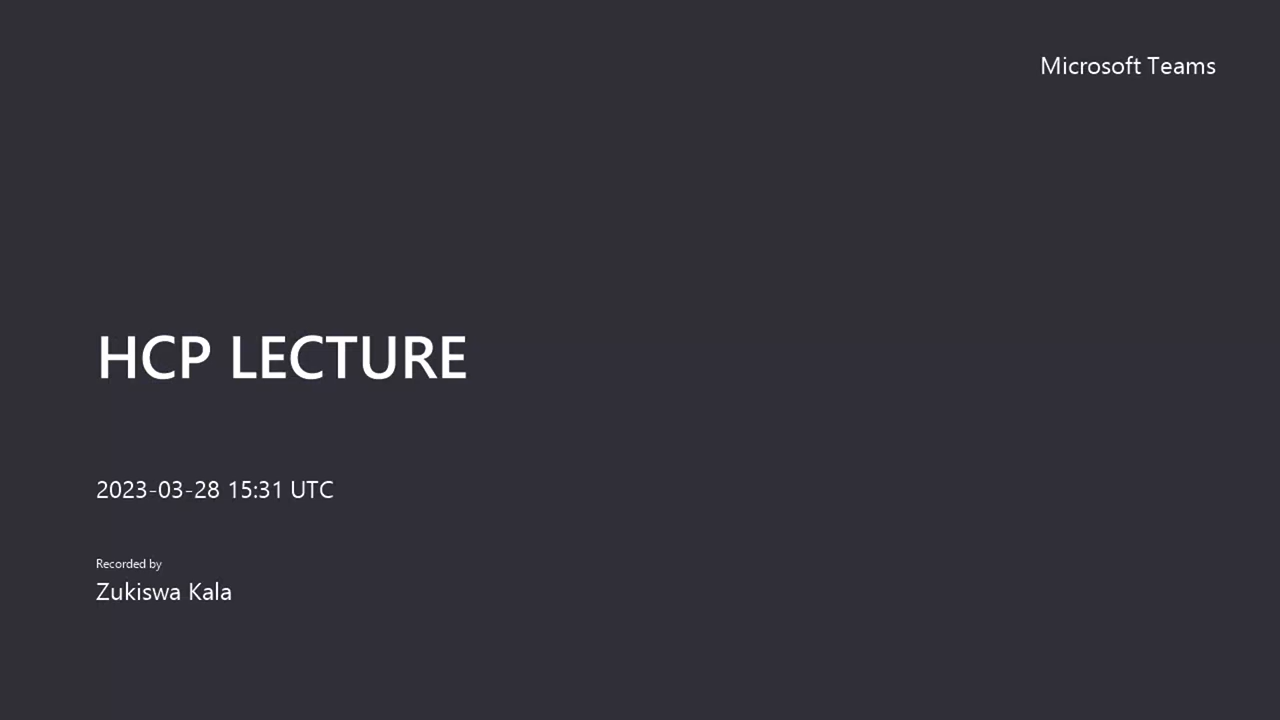 Microsoft Teams
HCP LECTURE
2023-03-28 15:31 UTC
Recorded by
Zukiswa Kala